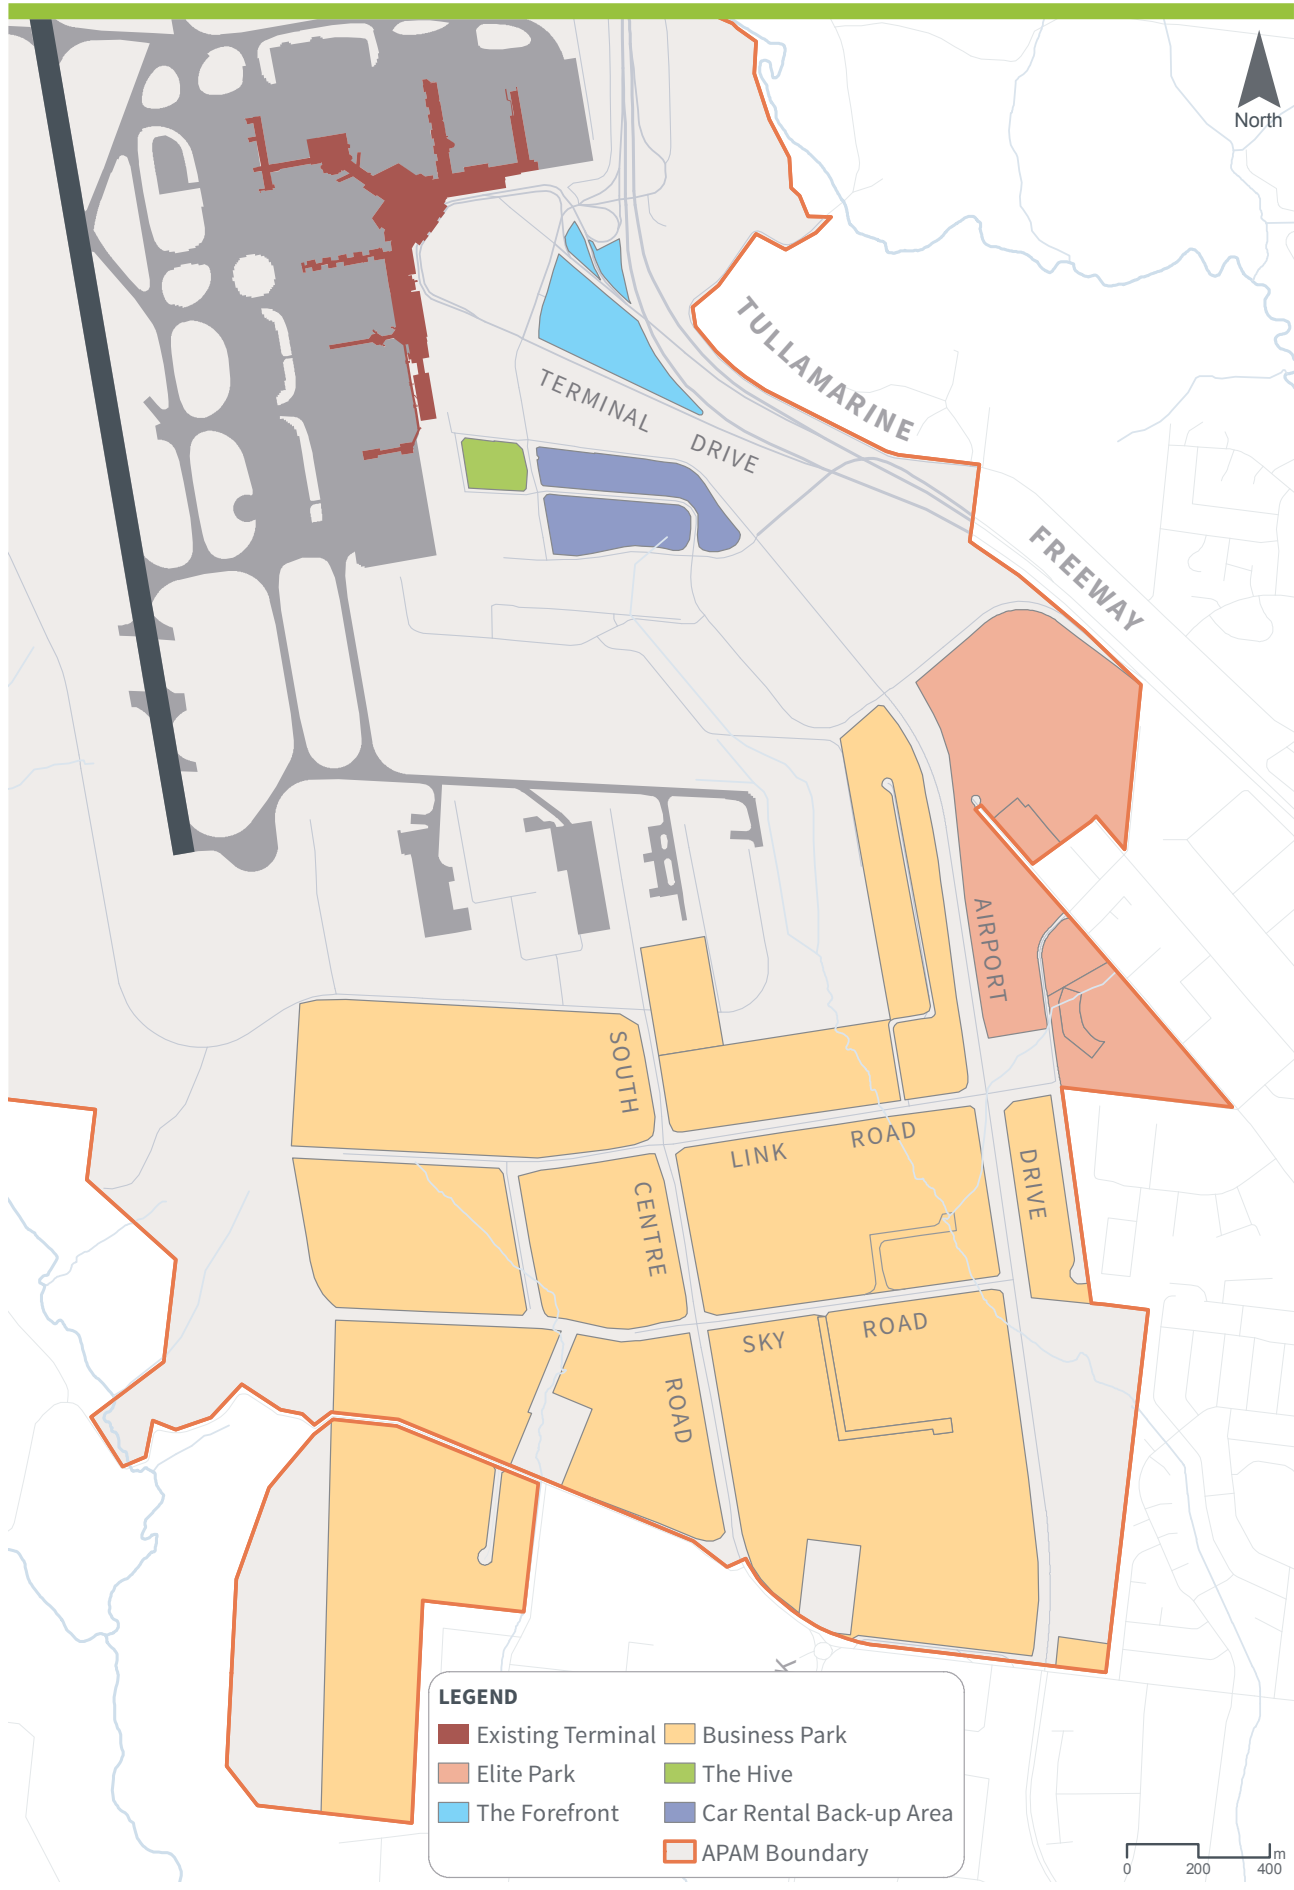 North
TULLAMARINE
FREEWAY
TERMINAL DRIVE
AIRPORT
DRIVE
SOUTH
CENTRE
ROAD
LINK ROAD
SKY ROAD
K
LEGEND
Existing Terminal
Business Park
Elite Park
The Hive
The Forefront
Car Rental Back-up Area
APAM Boundary
m
0 200 400